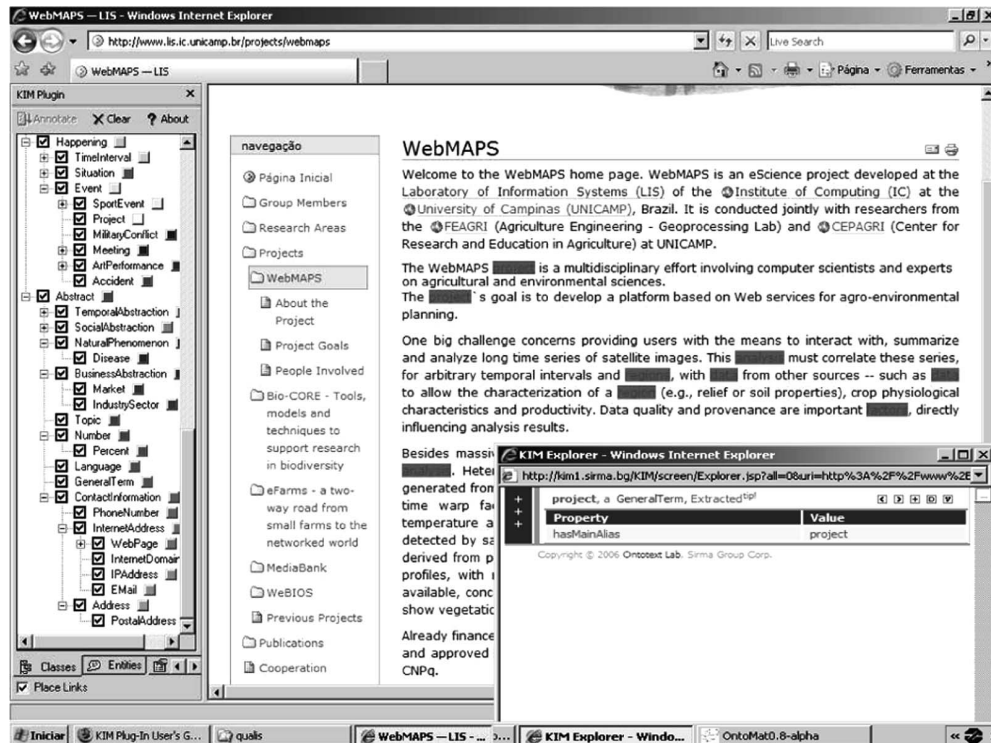 WebMAPS — LIS - Windows Internet Explorer
http://www.lis.ic.unicamp.br/projects/webmaps
Live Search
WebMAPS — LIS
Página
Ferramentas
KIM Plugin
Annotate Clear ? About
Happening
TimeInterval
Situation
Event
SportEvent
Project
MilitaryConflict
Meeting
ArtPerformance
Accident
Abstract
TemporalAbstraction
SocialAbstraction
NaturalPhenomenon
Disease
BusinessAbstraction
Market
IndustrySector
Topic
Number
Percent
Language
GeneralTerm
ContactInformation
PhoneNumber
InternetAddress
WebPage
InternetDomain
IPAddress
EMail
Address
PostalAddress
Classes Entities
Place Links
navegação
Página Inicial
Group Members
Research Areas
Projects
WebMAPS
About the
Project
Project Goals
People Involved
Bio-CORE - Tools,
models and
techniques to
support research
in biodiversity
eFarms - a two-
way road from
small farms to the
networked world
MediaBank
WeBIOS
Previous Projects
Publications
Cooperation
WebMAPS
Welcome to the WebMAPS home page. WebMAPS is an eScience project developed at the
Laboratory of Information Systems (LIS) of the Institute of Computing (IC) at the
University of Campinas (UNICAMP), Brazil. It is conducted jointly with researchers from
the FEAGRI (Agriculture Engineering - Geoprocessing Lab) and CEPAGRI (Center for
Research and Education in Agriculture) at UNICAMP.
The WebMAPS project is a multidisciplinary effort involving computer scientists and experts
on agricultural and environmental sciences.
The project`s goal is to develop a platform based on Web services for agro-environmental
planning.
One big challenge concerns providing users with the means to interact with, summarize
and analyze long time series of satellite images. This analysis must correlate these series,
for arbitrary temporal intervals and regions, with data from other sources -- such as data
to allow the characterization of a region (e.g., relief or soil properties), crop physiological
characteristics and productivity. Data quality and provenance are important factors, directly
influencing analysis results.
Besides massiv
analysis. Heter
generated from
time warp fac
temperature a
detected by sa
derived from p
profiles, with
available, conc
show vegetatic
Already finance
and approved
CNPq.
KIM Explorer - Windows Internet Explorer
http://kim1.sirma.bg/KIM/screen/Explorer.jsp?all=0&uri=http%3A%2F%2Fwww%2E
project, a GeneralTerm, Extracted tip!
Property Value
hasMainAlias project
Copyright © 2006 Ontotext Lab. Sirma Group Corp.
Iniciar KIM Plug-In User's G... qualis WebMAPS — LIS - ... KIM Explorer - Windo... OntoMat0.8-alpha